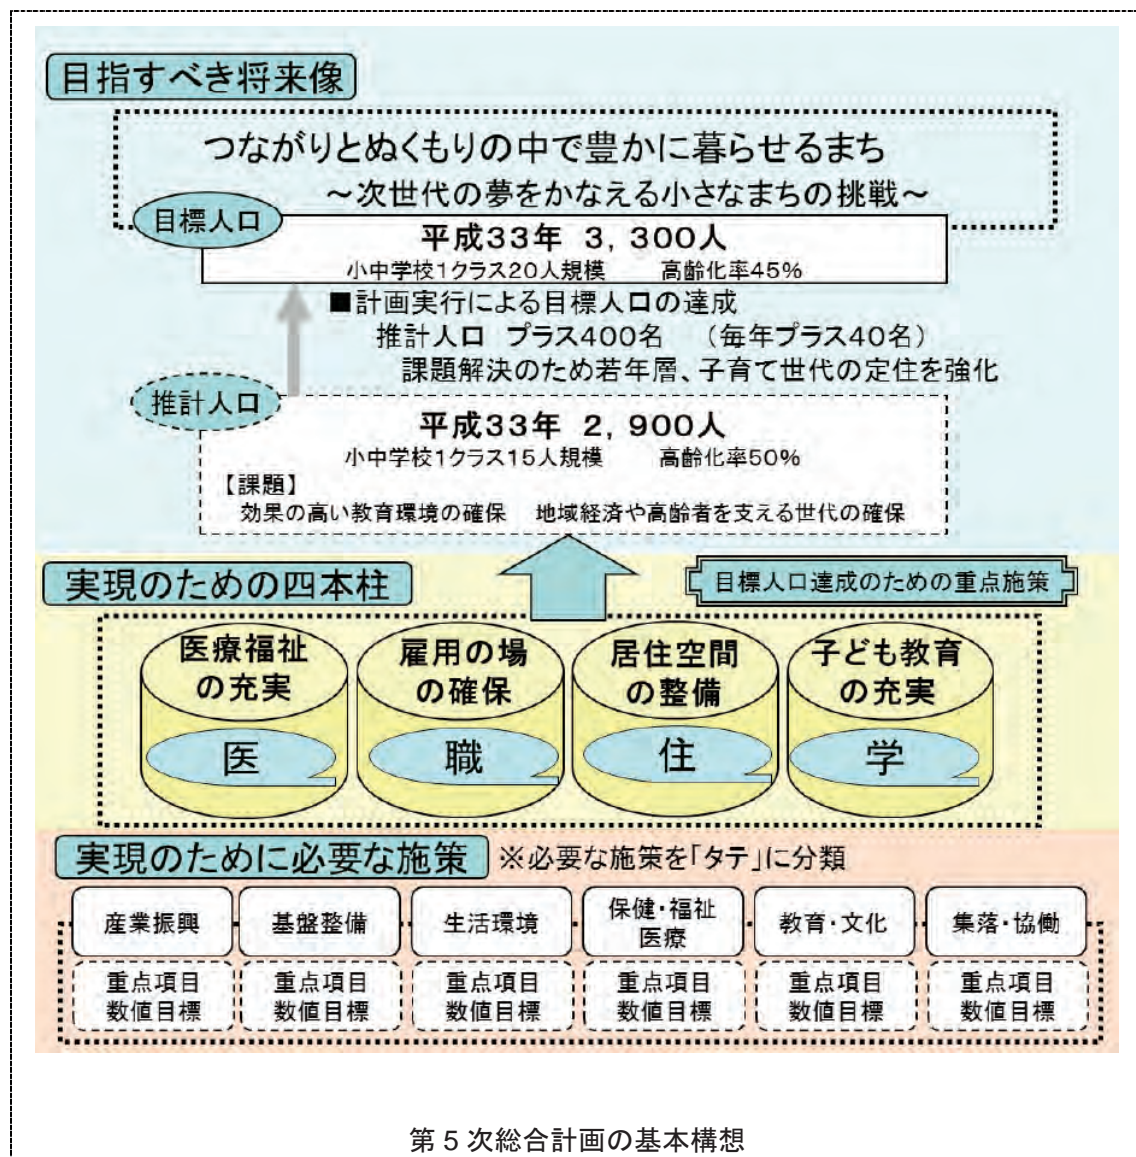 目指すべき将来像
つながりとぬくもりの中で豊かに暮らせるまち
～次世代の夢をかなえる小さなまちの挑戦～
目標人口
平成33年 3，300人
小中学校1クラス20人規模 高齢化率45%
■計画実行による目標人口の達成
推計人口 プラス400名 （毎年プラス40名）
課題解決のため若年層、子育て世代の定住を強化
推計人口
平成33年 2，900人
小中学校1クラス15人規模 高齢化率50%
【課題】
効果の高い教育環境の確保 地域経済や高齢者を支える世代の確保
実現のための四本柱
目標人口達成のための重点施策
医療福祉
の充実
医
雇用の場
の確保
職
居住空間
の整備
住
子ども教育
の充実
学
実現のために必要な施策 ※必要な施策を「タテ」に分類
産業振興
重点項目
数値目標
基盤整備
重点項目
数値目標
生活環境
重点項目
数値目標
保健・福祉
医療
重点項目
数値目標
教育・文化
重点項目
数値目標
集落・協働
重点項目
数値目標
第5次総合計画の基本構想